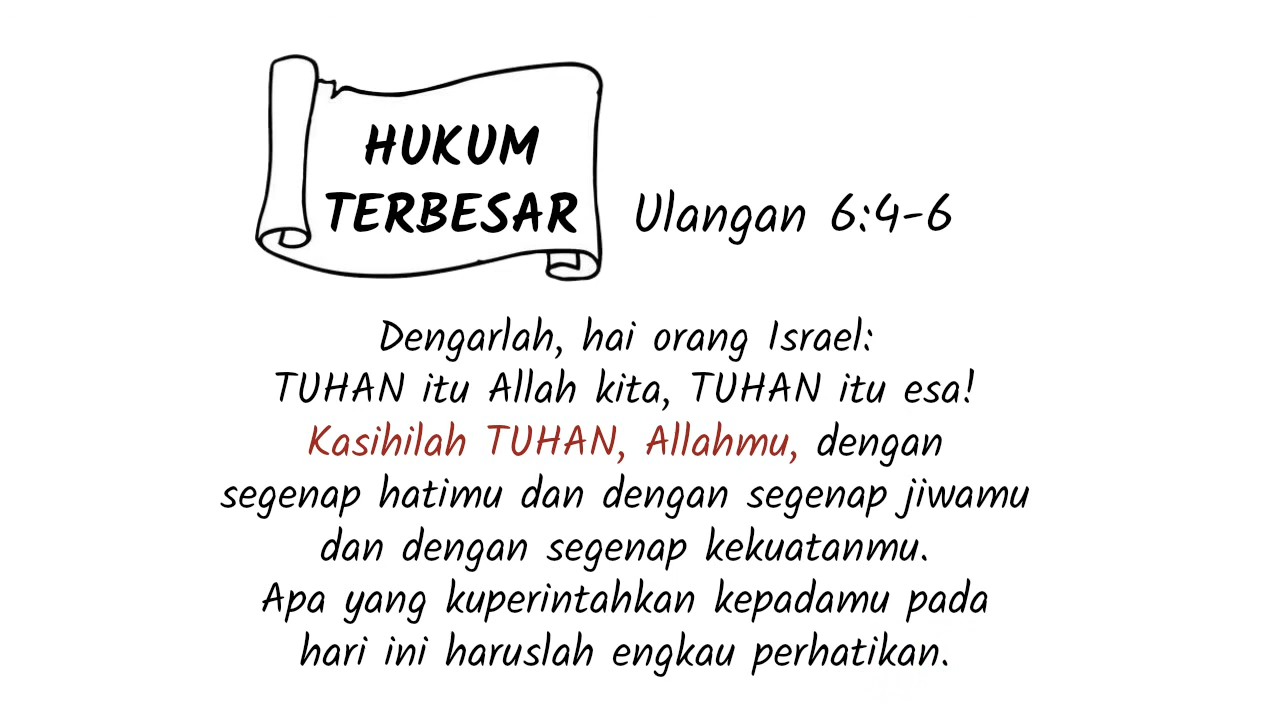 HUKUM
TERBESAR
Ulangan 6:4-6
Dengarlah, hai orang Israel:
TUHAN itu Allah kita, TUHAN itu esa!
Kasihilah TUHAN, Allahmu, dengan
segenap hatimu dan dengan segenap jiwamu
dan dengan segenap kekuatanmu.
Apa yang kuperintahkan kepadamu pada
hari ini haruslah engkau perhatikan.